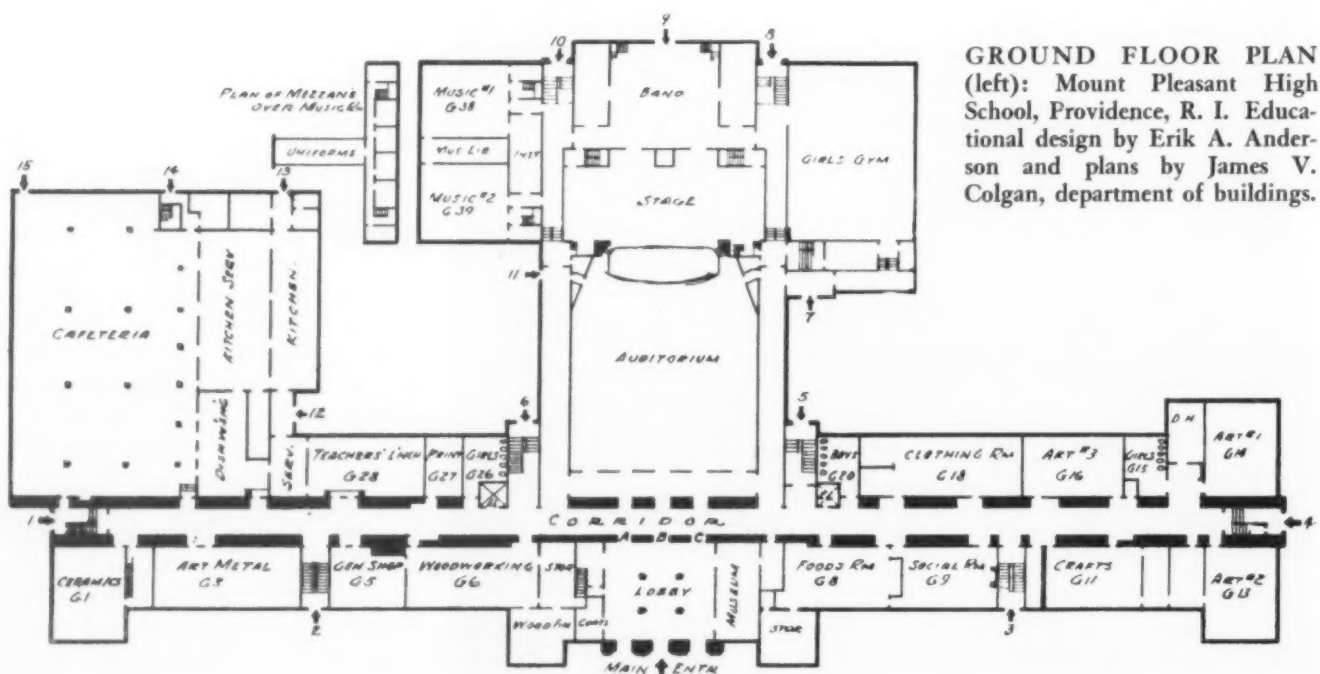 GROUND FLOOR PLAN
(left): Mount Pleasant High
School, Providence, R. I. Educa-
tional design by Erik A. Ander-
son and plans by James V.
Colgan, department of buildings.
9
10
8
PLAN OF MEZZAN'E
OVER MUSIC RM
MUSIC #1
G38
BAND
UNIFORMS
MUS LIB
INST
GIRLS GYM
15
14
13
MUSIC #2
G39
STAGE
11
7
CAFETERIA
KITCHEN SERV
KITCHEN
AUDITORIUM
DISHW'NG
SERV.
12
6
5
TEACHERS' L'NCH
G28
PRINT
G27
GIRLS
G26
EL
BOYS
G20
EL
CLOTHING RM
G18
ART #3
G16
GIRLS
G15
D.H
ART #1
G14
1
CORRIDOR
4
A B C
CERAMICS
G1
ART METAL
G3
GEN SHOP
G5
WOODWORKING
G6
STOR
LOBBY
MUSEUM
FOODS RM
G8
SOCIAL RM
G9
CRAFTS
G11
ART #2
G13
2
WOOD FIN
COATS
STOR
3
MAIN ENTR